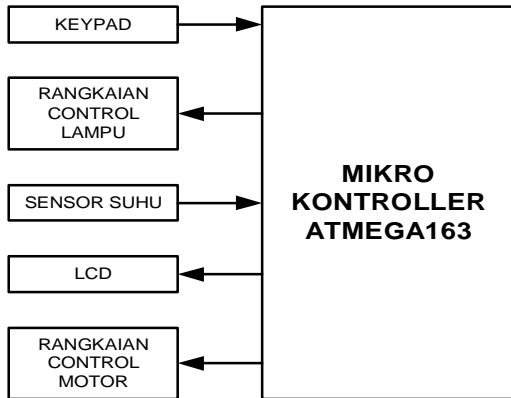 KEYPAD
RANGKAIAN
CONTROL
LAMPU
SENSOR SUHU
LCD
RANGKAIAN
CONTROL
MOTOR
MIKRO
KONTROLLER
ATMEGA163